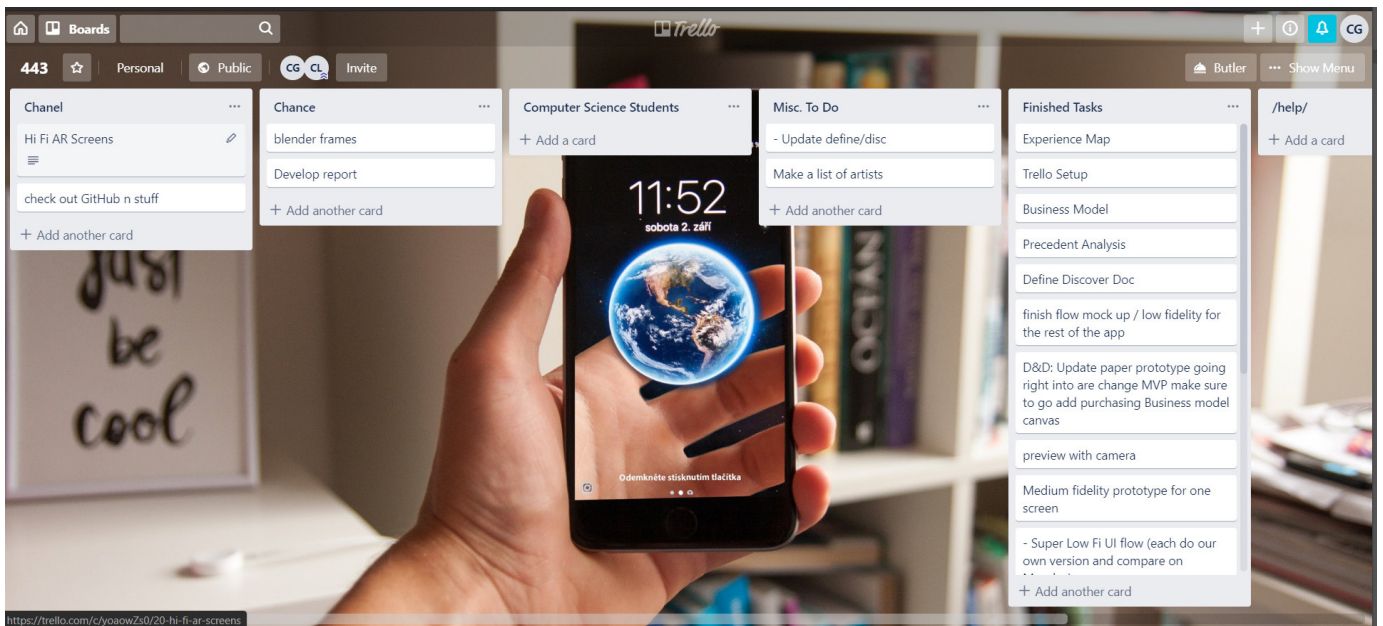 Boards
Trello
CG
443
Personal
Public
CG
CL
Invite
Butler
Show Menu
Chanel
Hi Fi AR Screens
check out GitHub n stuff
+ Add another card
Chance
blender frames
Develop report
+ Add another card
Computer Science Students
+ Add a card
Misc. To Do
- Update define/disc
Make a list of artists
+ Add another card
Finished Tasks
Experience Map
Trello Setup
Business Model
Precedent Analysis
Define Discover Doc
finish flow mock up / low fidelity for
the rest of the app
D&D: Update paper prototype going
right into are change MVP make sure
to go add purchasing Business model
canvas
preview with camera
Medium fidelity prototype for one
screen
- Super Low Fi UI flow (each do our
own version and compare on
+ Add another card
/help/
+ Add a card
just
be
cool
11:52
sobota 2. září
Odemkněte stisknutím tlačítka
https://trello.com/c/yoaowZs0/20-hi-fi-ar-screens